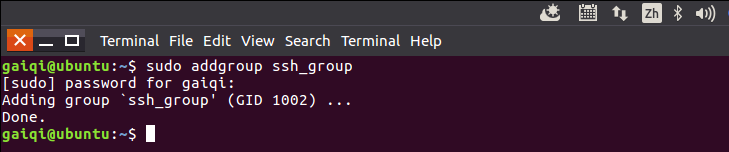 Zh
Terminal File Edit View Search Terminal Help
gaiqi@ubuntu:~$ sudo addgroup ssh_group
[sudo] password for gaiqi:
Adding group `ssh_group' (GID 1002) ...
Done.
gaiqi@ubuntu:~$